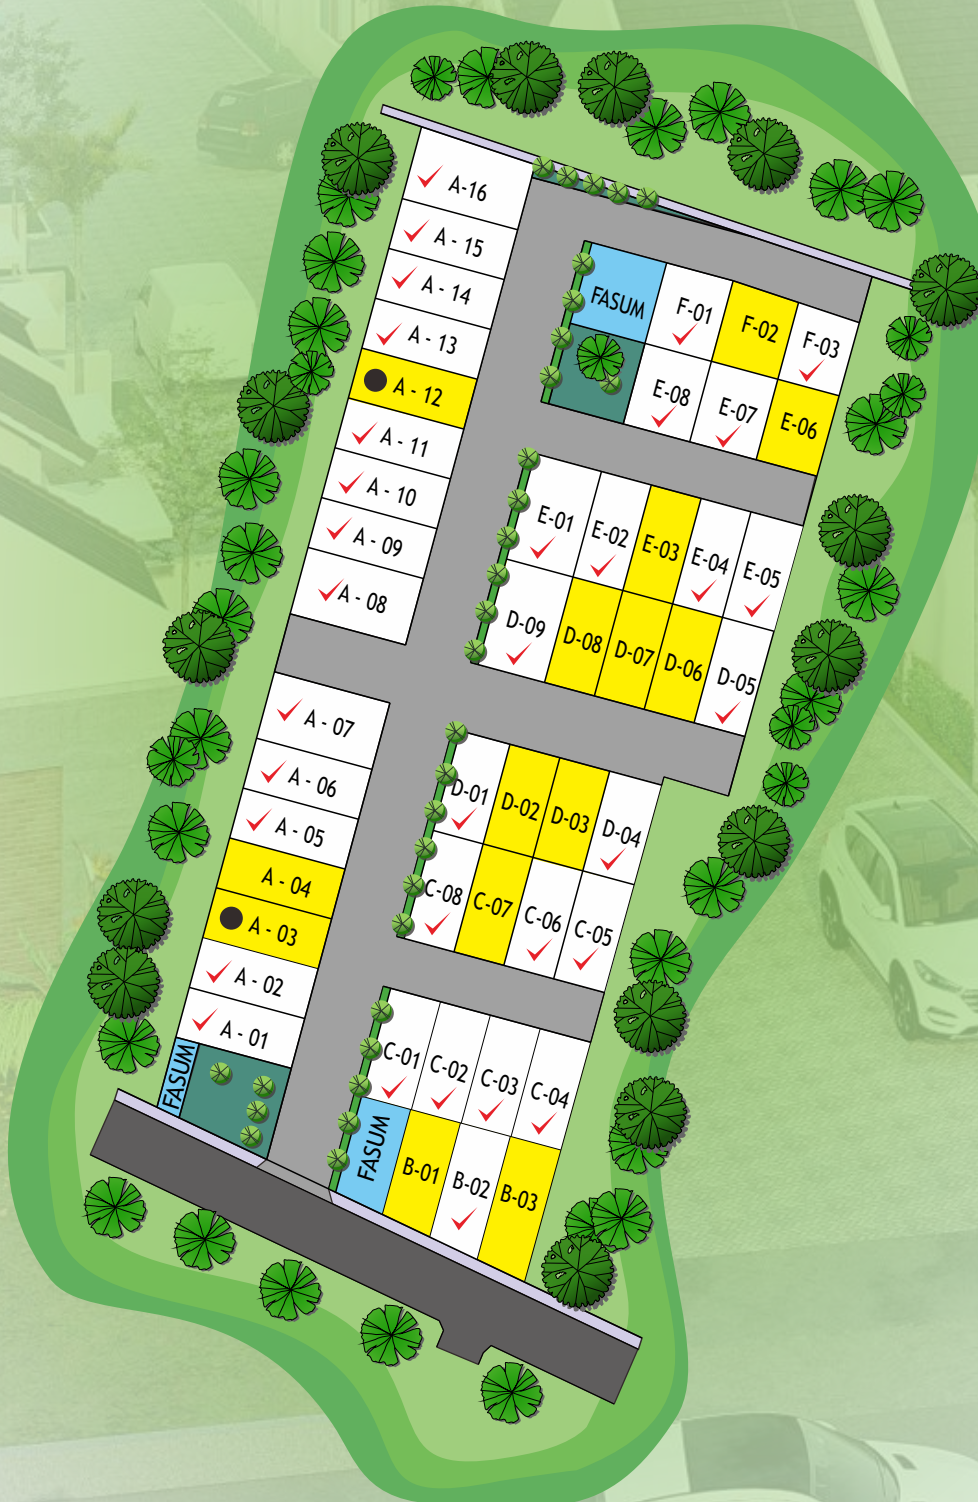 A-16
A - 15
A - 14
A - 13
A - 12
A - 11
A - 10
A - 09
A - 08
A - 07
A - 06
A - 05
A - 04
A - 03
A - 02
A - 01
FASUM
FASUM
F-01
F-02
F-03
E-08
E-07
E-06
E-01
E-02
E-03
E-04
E-05
D-09
D-08
D-07
D-06
D-05
D-01
D-02
D-03
D-04
C-08
C-07
C-06
C-05
C-01
C-02
C-03
C-04
FASUM
B-01
B-02
B-03